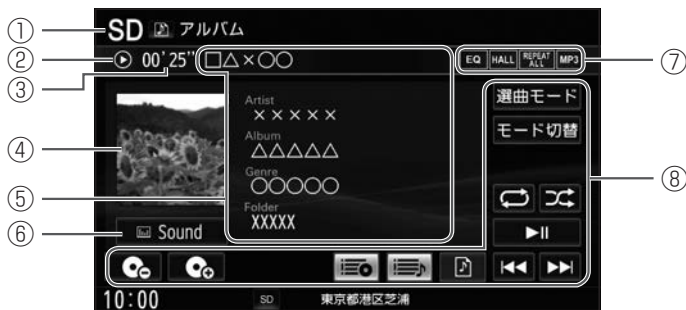 ① SD アルバム
② 00'25'' □△×○○ EQ HALL REPEAT ALL MP3 ⑦
③
Artist
×××××
Album
△△△△△
Genre
○○○○○
Folder
XXXXX
④
⑤
⑥ Sound
選曲モード
モード切替
⑧
10:00 SD 東京都港区芝浦